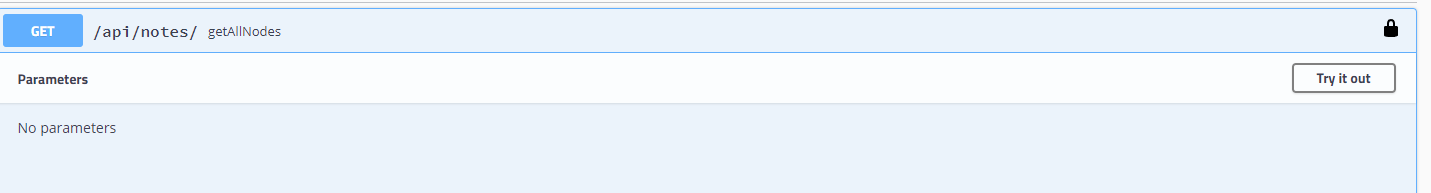 GET /api/notes/ getAllNodes
Parameters Try it out
No parameters